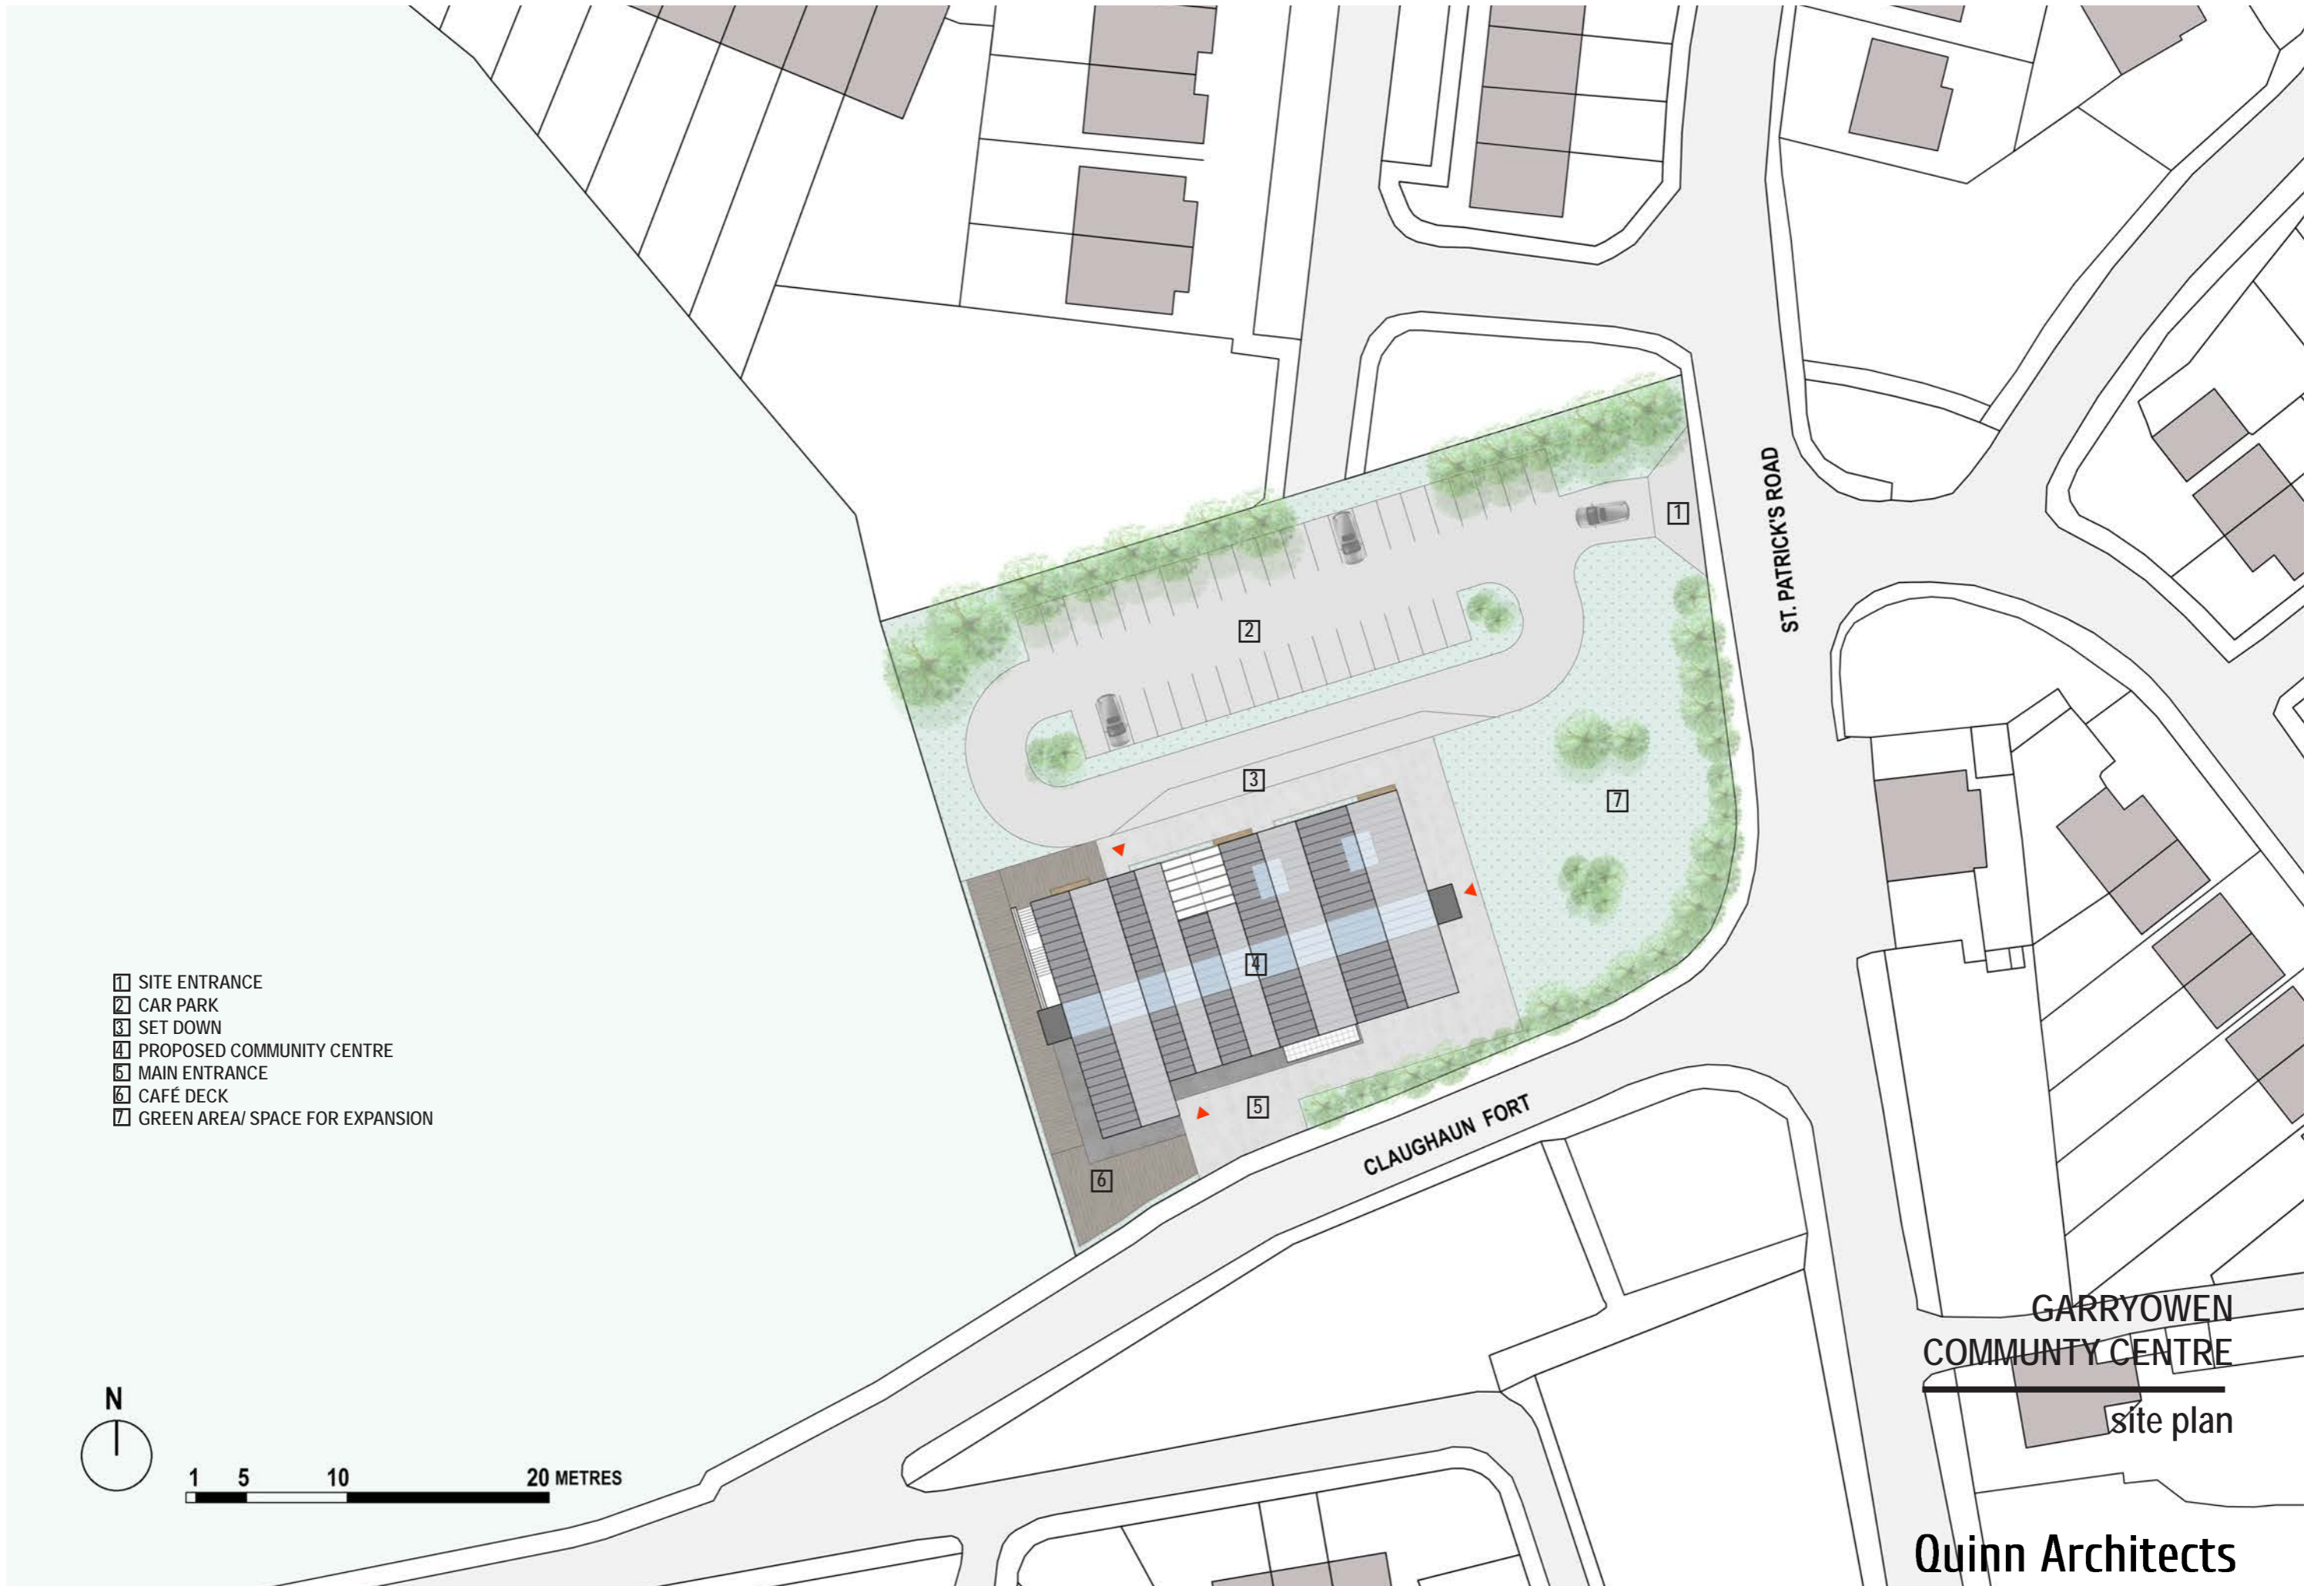 1
2
ST. PATRICK'S ROAD
3
7
4
5
6
CLAUGHAUN FORT
1 SITE ENTRANCE
2 CAR PARK
3 SET DOWN
4 PROPOSED COMMUNITY CENTRE
5 MAIN ENTRANCE
6 CAFÉ DECK
7 GREEN AREA/ SPACE FOR EXPANSION
N
1 5 10 20 METRES
GARRYOWEN
COMMUNTY CENTRE
site plan
Quinn Architects